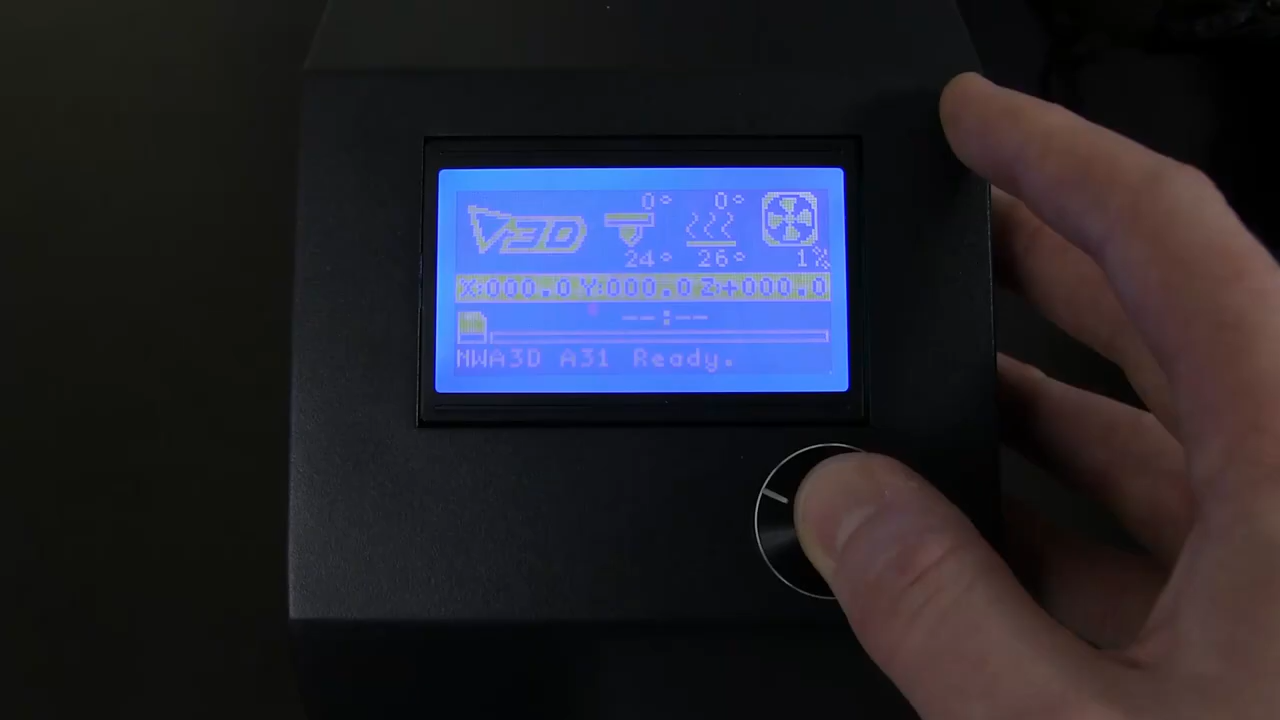 0° 0°
V3D
24° 26° 1%
X:000.0 Y:000.0 Z:+000.0
--:--
NWA3D A31 Ready.